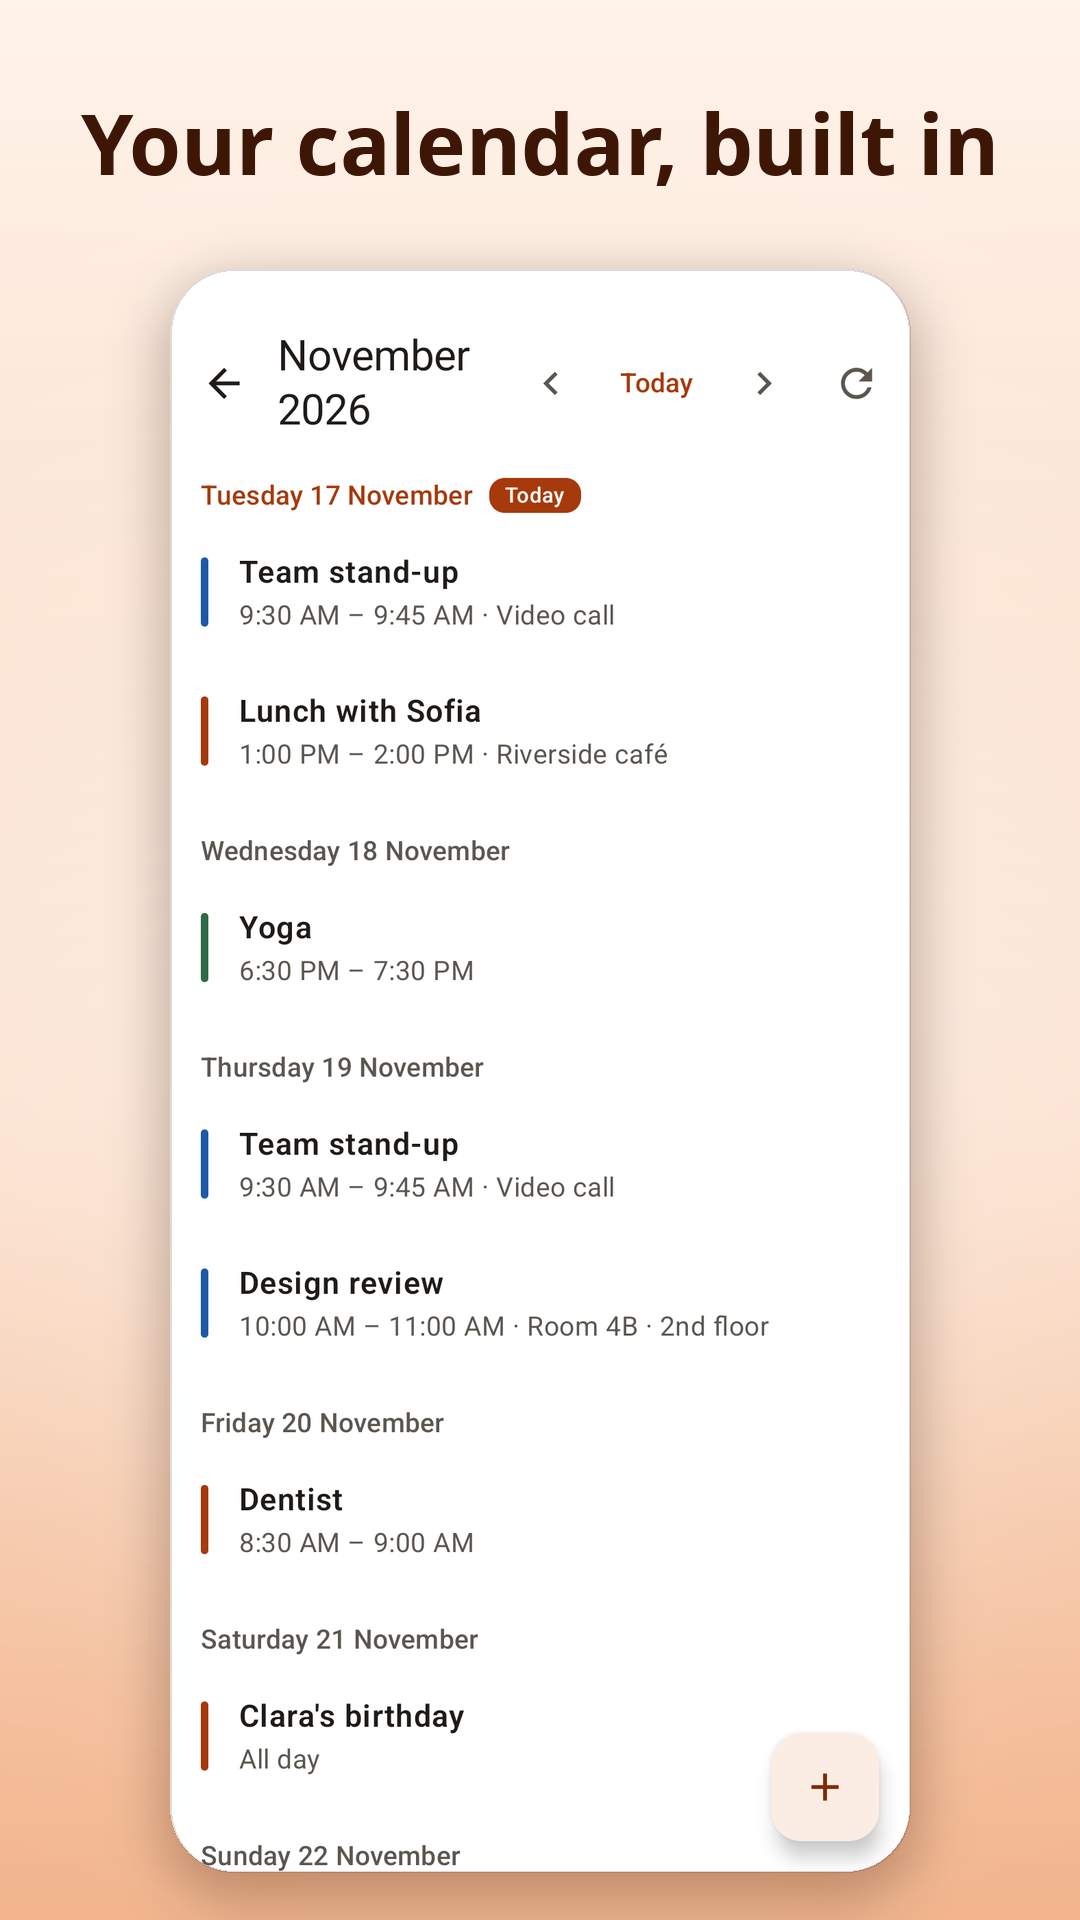 Your calendar, built in
November
2026
Today
Tuesday 17 November
Today
Team stand-up
9:30 AM – 9:45 AM · Video call
Lunch with Sofia
1:00 PM – 2:00 PM · Riverside café
Wednesday 18 November
Yoga
6:30 PM – 7:30 PM
Thursday 19 November
Team stand-up
9:30 AM – 9:45 AM · Video call
Design review
10:00 AM – 11:00 AM · Room 4B · 2nd floor
Friday 20 November
Dentist
8:30 AM – 9:00 AM
Saturday 21 November
Clara's birthday
All day
Sunday 22 November